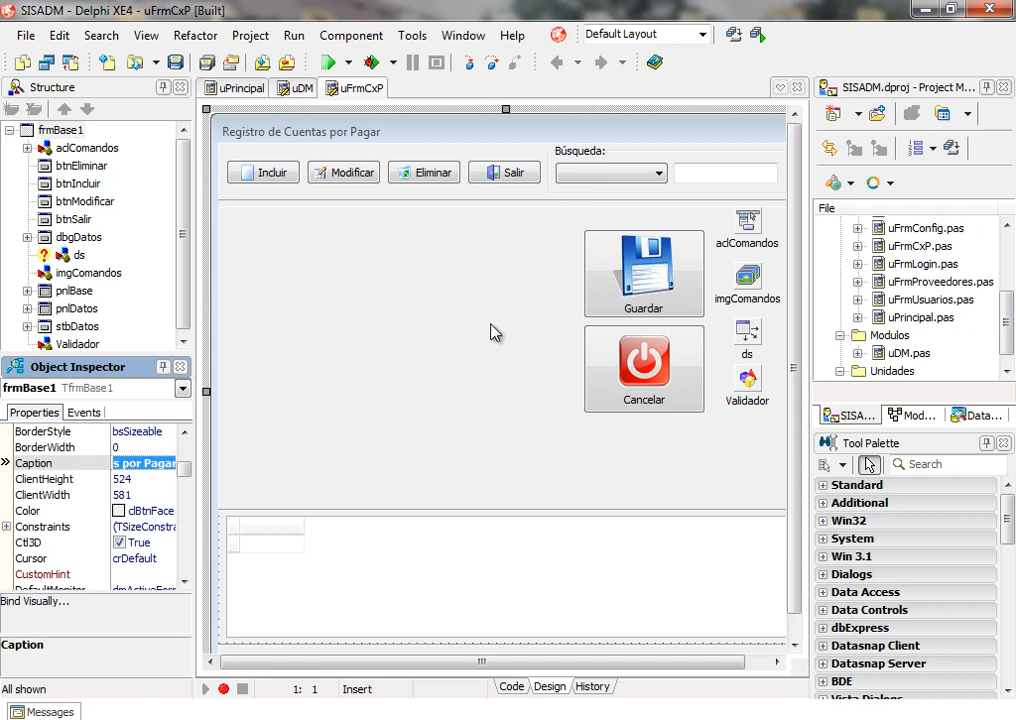 SISADM - Delphi XE4 - uFrmCxP [Built]
File Edit Search View Refactor Project Run Component Tools Window Help Default Layout
Structure
uPrincipal uDM uFrmCxP
SISADM.dproj - Project M...
frmBase1
aclComandos
btnEliminar
btnIncluir
btnModificar
btnSalir
dbgDatos
? ds
imgComandos
pnlBase
pnlDatos
stbDatos
Validador
Object Inspector
frmBase1 TfrmBase1
Properties Events
BorderStyle bsSizeable
BorderWidth 0
» Caption s por Pagar
ClientHeight 524
ClientWidth 581
Color clBtnFace
Constraints (TSizeConstra
Ctl3D True
Cursor crDefault
CustomHint
DefaultMonitor dmActiveForm
Bind Visually...
Caption
All shown
Registro de Cuentas por Pagar
Incluir Modificar Eliminar Salir
Búsqueda:
Guardar
Cancelar
aclComandos
imgComandos
ds
Validador
1: 1 Insert
Code Design History
File
uFrmConfig.pas
uFrmCxP.pas
uFrmLogin.pas
uFrmProveedores.pas
uFrmUsuarios.pas
uPrincipal.pas
Modulos
uDM.pas
Unidades
SISA... Mod... Data...
Tool Palette
Search
Standard
Additional
Win32
System
Win 3.1
Dialogs
Data Access
Data Controls
dbExpress
Datasnap Client
Datasnap Server
BDE
Vista Dialogs
Messages